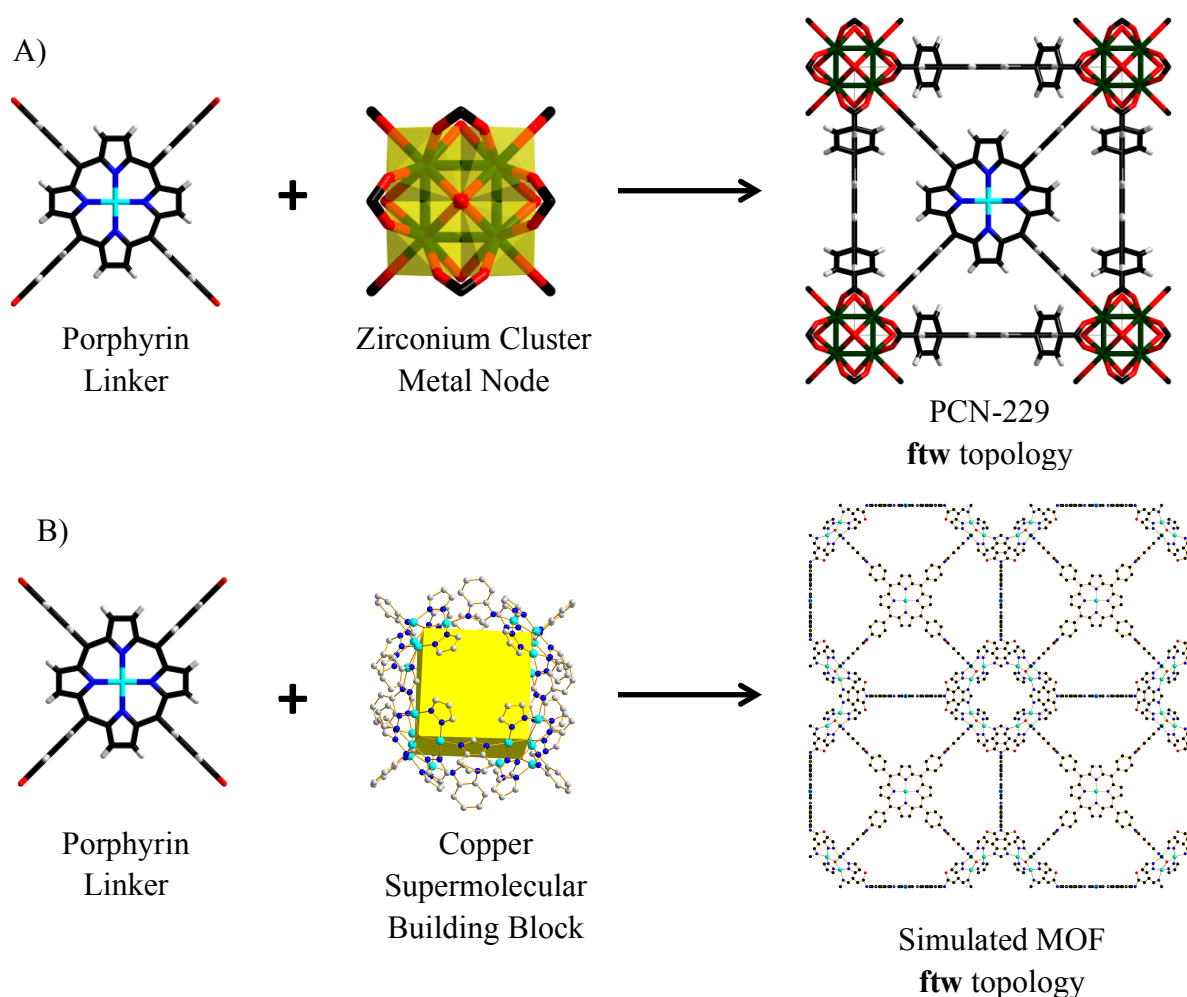 A)
+
Porphyrin
Linker
Zirconium Cluster
Metal Node
PCN-229
ftw topology
B)
+
Porphyrin
Linker
Copper
Supermolecular
Building Block
Simulated MOF
ftw topology